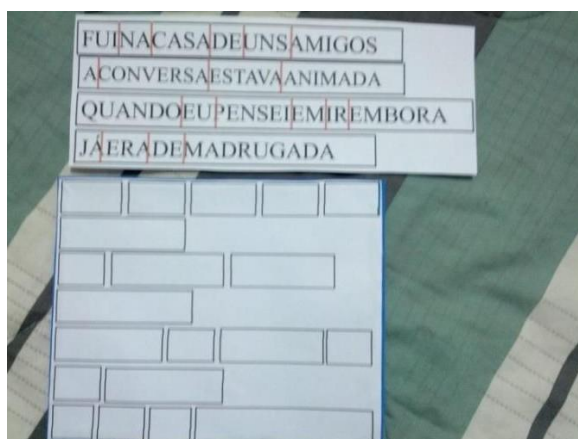 FUINACASADEUNSAMIGOS
ACONVERSAESTAVAANIMADA
QUANDOEUPENSEIEMIREMBORA
JÁERADEMADRUGADA